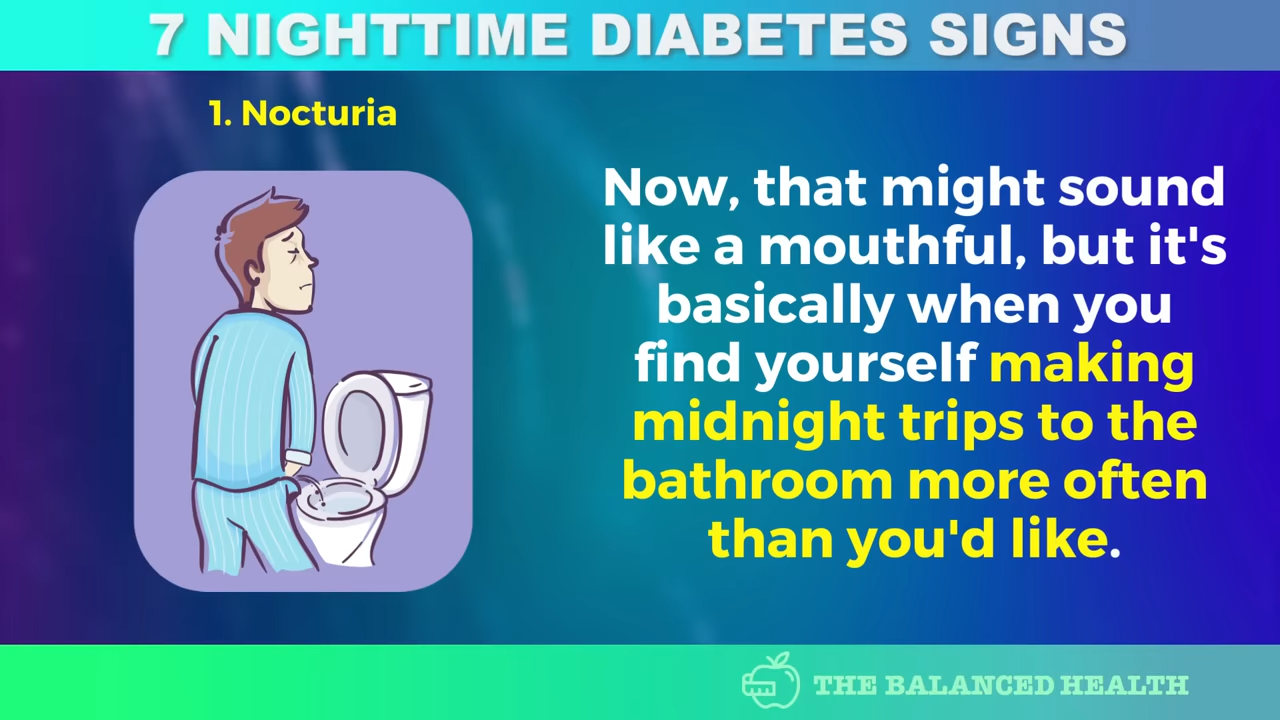 7 NIGHTTIME DIABETES SIGNS
1. Nocturia
Now, that might sound
like a mouthful, but it's
basically when you
find yourself making
midnight trips to the
bathroom more often
than you'd like.
THE BALANCED HEALTH